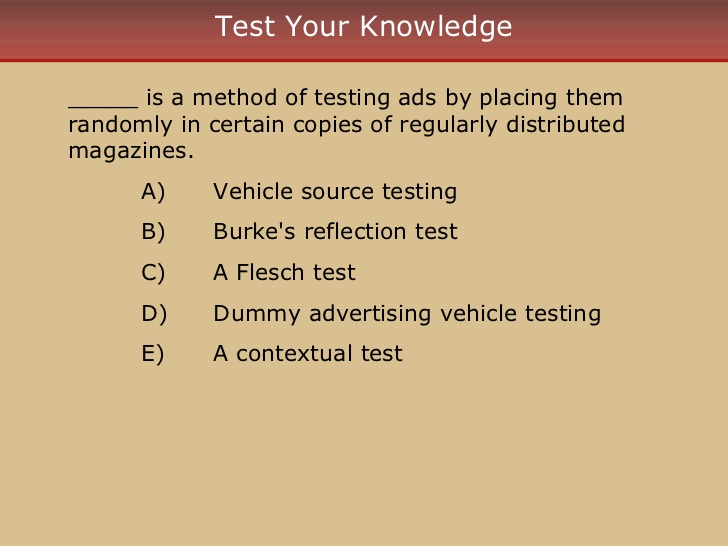 Test Your Knowledge
_____ is a method of testing ads by placing them
randomly in certain copies of regularly distributed
magazines.
A) Vehicle source testing
B) Burke's reflection test
C) A Flesch test
D) Dummy advertising vehicle testing
E) A contextual test